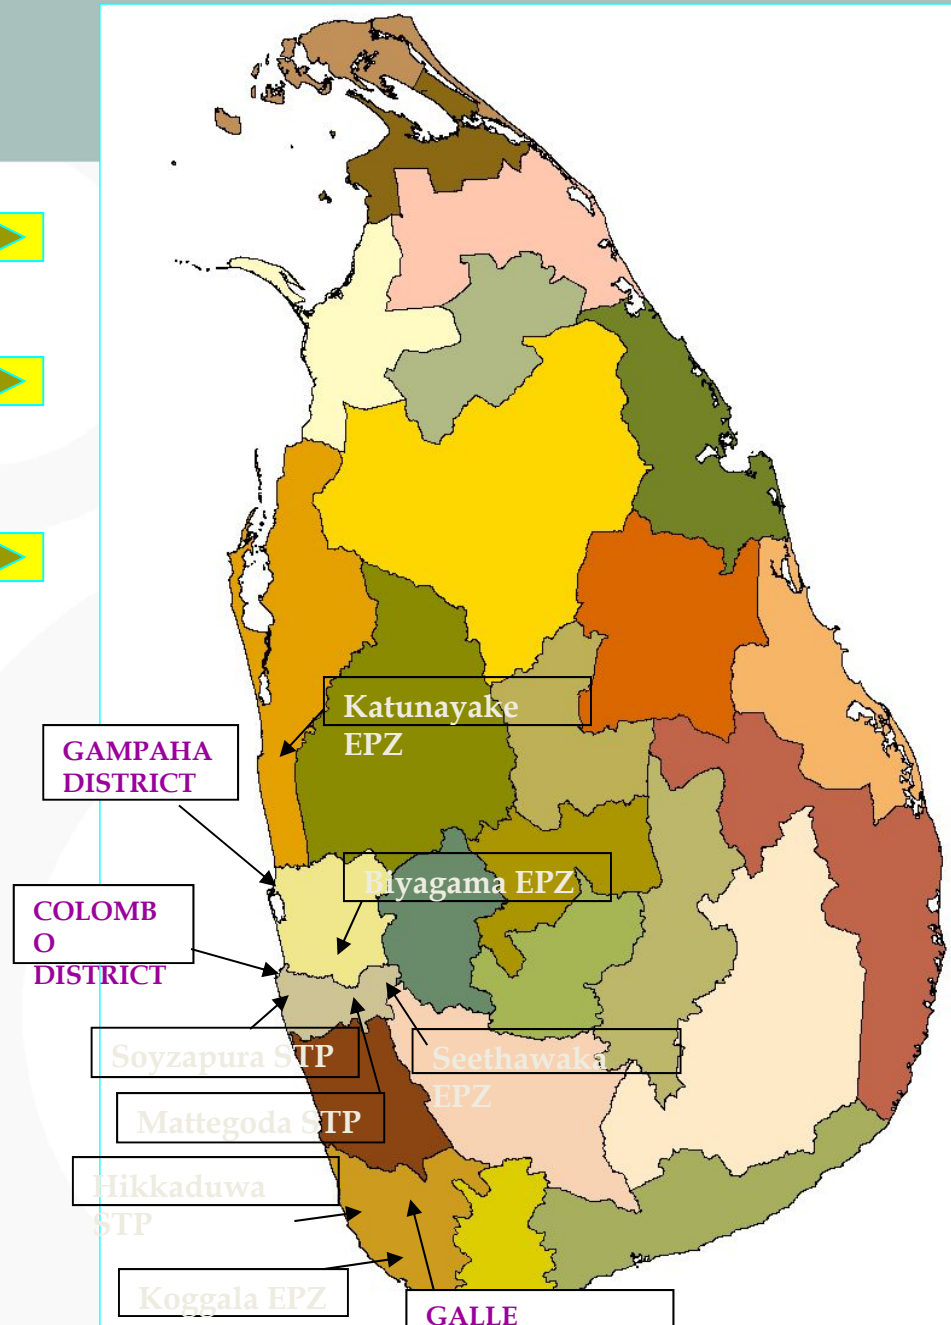 Katunayake
EPZ
GAMPAHA
DISTRICT
Biyagama EPZ
COLOMB
O
DISTRICT
Soyzapura STP
Seethawaka
EPZ
Mattegoda STP
Hikkaduwa
STP
Koggala EPZ
GALLE